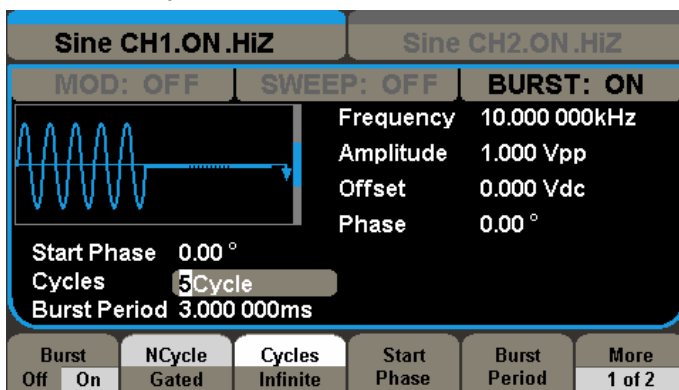 Sine CH1.ON.HiZ
Sine CH2.ON.HiZ
MOD: OFF
SWEEP: OFF
BURST: ON
Frequency 10.000 000kHz
Amplitude 1.000 Vpp
Offset 0.000 Vdc
Phase 0.00 °
Start Phase 0.00 °
Cycles 5Cycle
Burst Period 3.000 000ms
Burst
Off On
NCycle
Gated
Cycles
Infinite
Start
Phase
Burst
Period
More
1 of 2